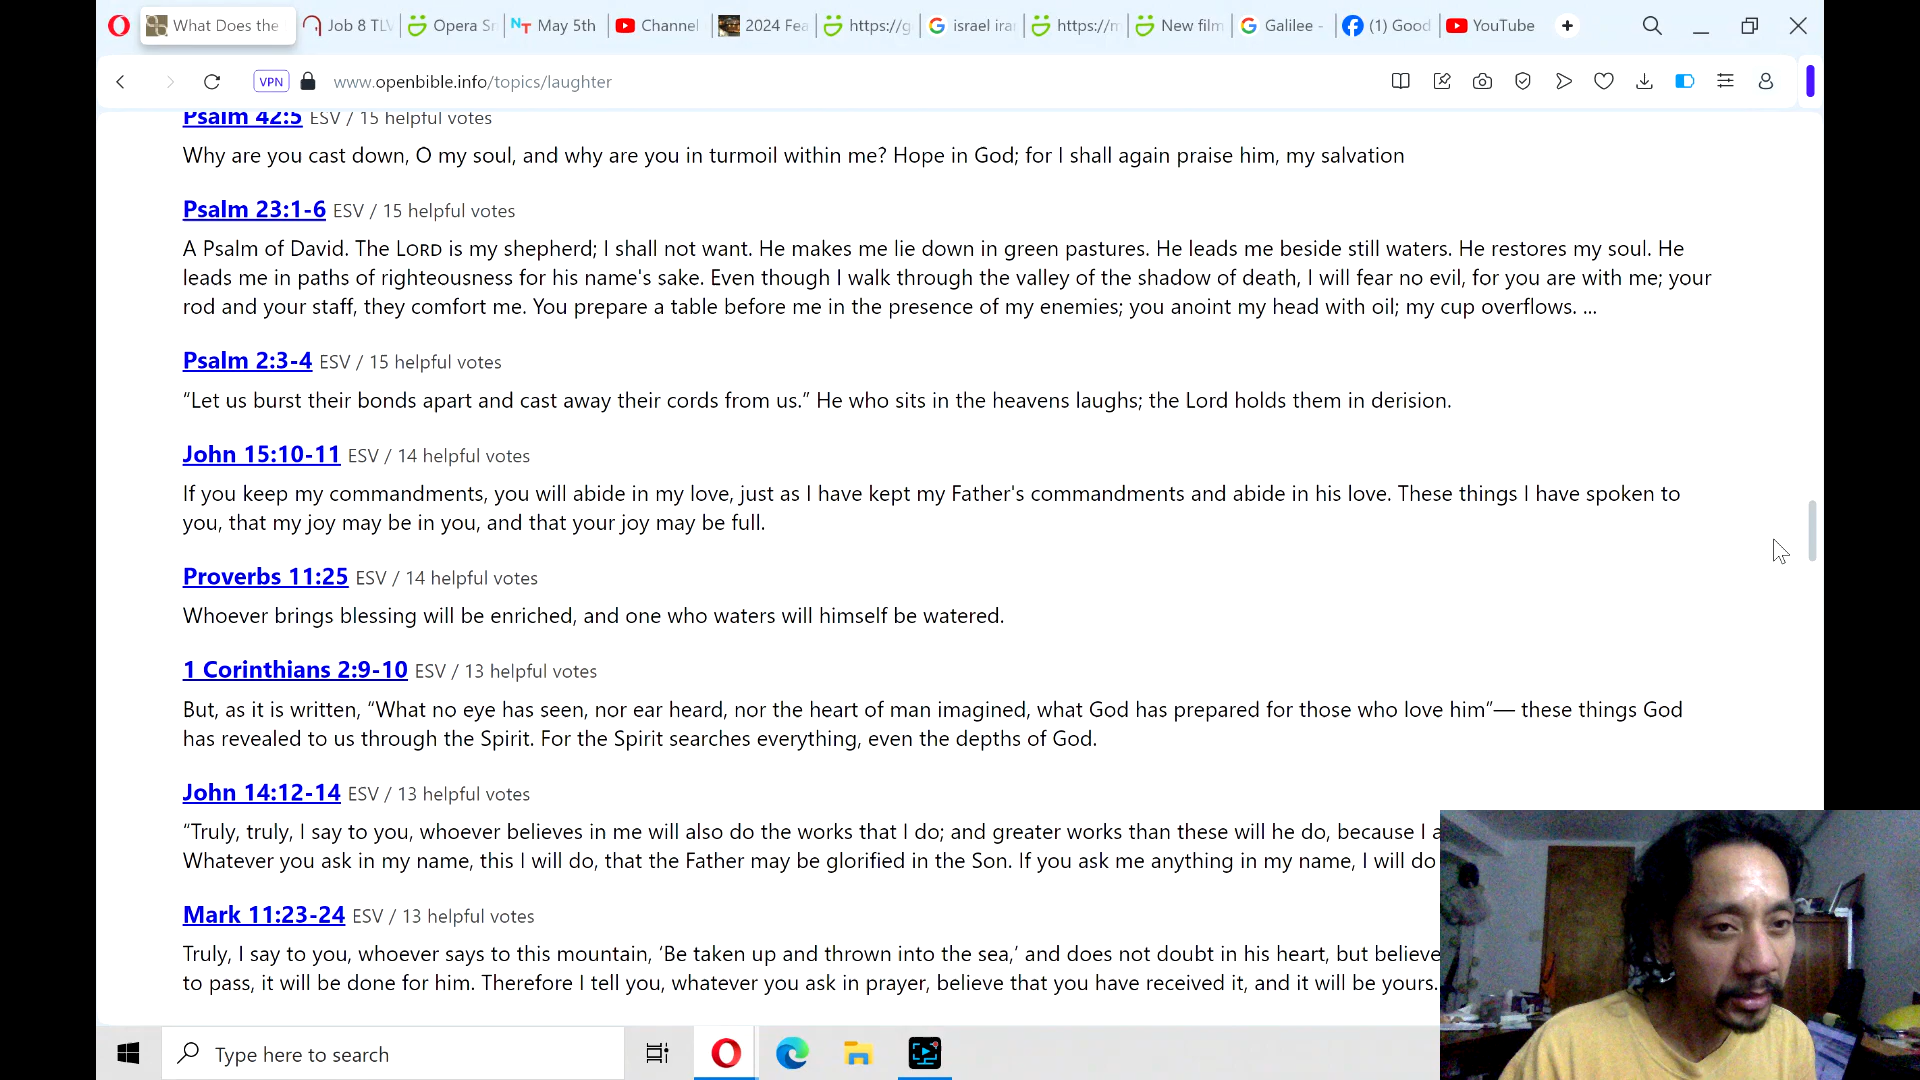 What Does the
Job 8 TLV
Opera Sn
May 5th
Channel
2024 Fea
https://g
israel ira
https://m
New film
Galilee -
(1) Good
YouTube
VPN
www.openbible.info/topics/laughter
Psalm 42:5 ESV / 15 helpful votes
Why are you cast down, O my soul, and why are you in turmoil within me? Hope in God; for I shall again praise him, my salvation
Psalm 23:1-6 ESV / 15 helpful votes
A Psalm of David. The LORD is my shepherd; I shall not want. He makes me lie down in green pastures. He leads me beside still waters. He restores my soul. He
leads me in paths of righteousness for his name's sake. Even though I walk through the valley of the shadow of death, I will fear no evil, for you are with me; your
rod and your staff, they comfort me. You prepare a table before me in the presence of my enemies; you anoint my head with oil; my cup overflows. ...
Psalm 2:3-4 ESV / 15 helpful votes
“Let us burst their bonds apart and cast away their cords from us.” He who sits in the heavens laughs; the Lord holds them in derision.
John 15:10-11 ESV / 14 helpful votes
If you keep my commandments, you will abide in my love, just as I have kept my Father's commandments and abide in his love. These things I have spoken to
you, that my joy may be in you, and that your joy may be full.
Proverbs 11:25 ESV / 14 helpful votes
Whoever brings blessing will be enriched, and one who waters will himself be watered.
1 Corinthians 2:9-10 ESV / 13 helpful votes
But, as it is written, “What no eye has seen, nor ear heard, nor the heart of man imagined, what God has prepared for those who love him”— these things God
has revealed to us through the Spirit. For the Spirit searches everything, even the depths of God.
John 14:12-14 ESV / 13 helpful votes
“Truly, truly, I say to you, whoever believes in me will also do the works that I do; and greater works than these will he do, because I a
Whatever you ask in my name, this I will do, that the Father may be glorified in the Son. If you ask me anything in my name, I will do
Mark 11:23-24 ESV / 13 helpful votes
Truly, I say to you, whoever says to this mountain, ‘Be taken up and thrown into the sea,’ and does not doubt in his heart, but believe
to pass, it will be done for him. Therefore I tell you, whatever you ask in prayer, believe that you have received it, and it will be yours.
Type here to search